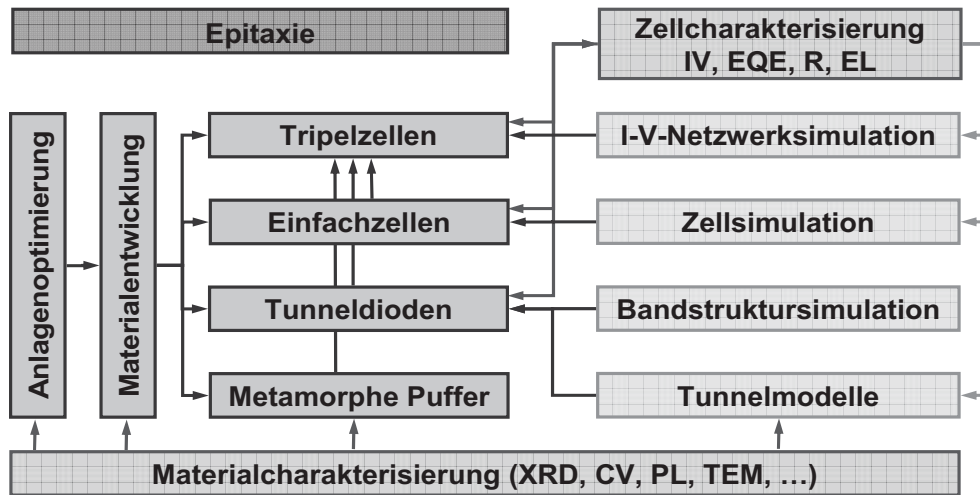 Epitaxie
Zellcharakterisierung
IV, EQE, R, EL
Anlagenoptimierung
Materialentwicklung
Tripelzellen
I-V-Netzwerksimulation
Einfachzellen
Zellsimulation
Tunneldioden
Bandstruktursimulation
Metamorphe Puffer
Tunnelmodelle
Materialcharakterisierung (XRD, CV, PL, TEM, …)